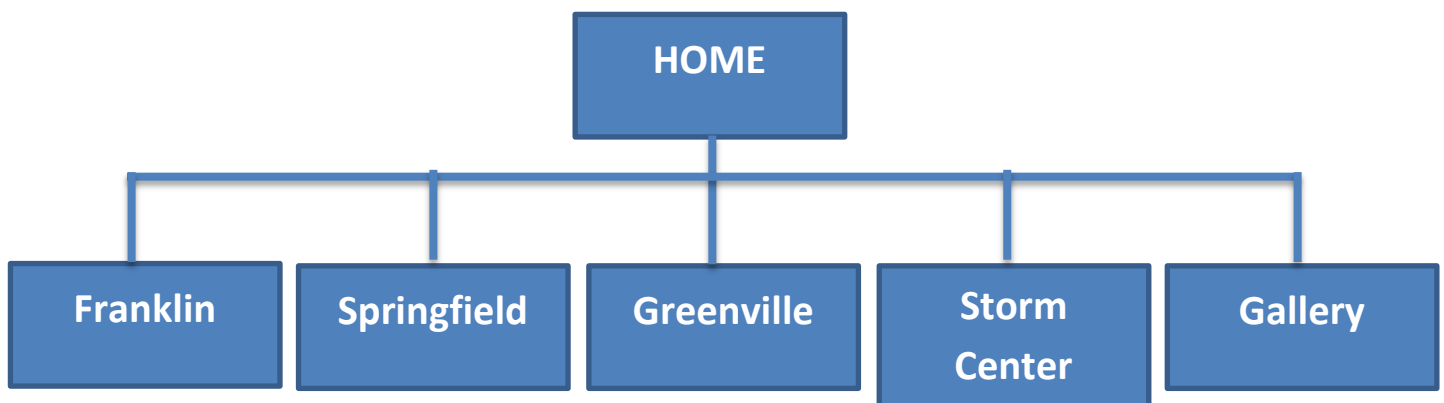 HOME
Franklin
Springfield
Greenville
Storm
Center
Gallery